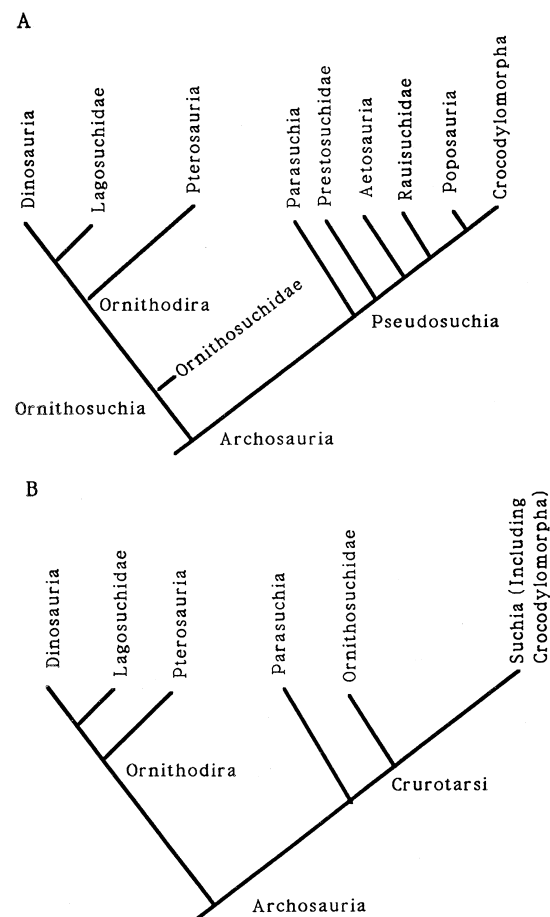 A
Dinosauria
Lagosuchidae
Pterosauria
Parasuchia
Prestosuchidae
Aetosauria
Rauisuchidae
Poposauria
Crocodylomorpha
Ornithodira
Ornithosuchidae
Pseudosuchia
Ornithosuchia
Archosauria
B
Dinosauria
Lagosuchidae
Pterosauria
Parasuchia
Ornithosuchidae
Suchia (Including
Crocodylomorpha)
Ornithodira
Crurotarsi
Archosauria